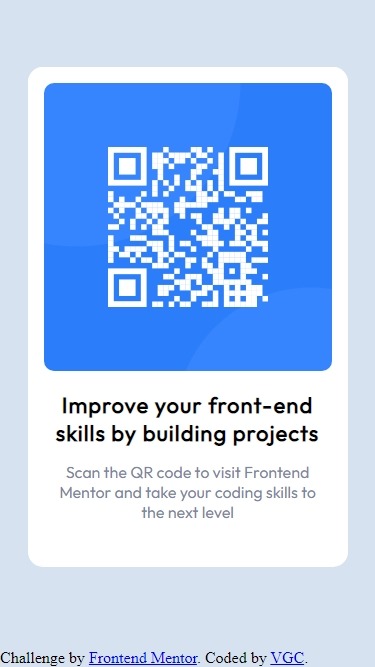 Improve your front-end
skills by building projects
Scan the QR code to visit Frontend
Mentor and take your coding skills to
the next level
Challenge by Frontend Mentor. Coded by VGC.